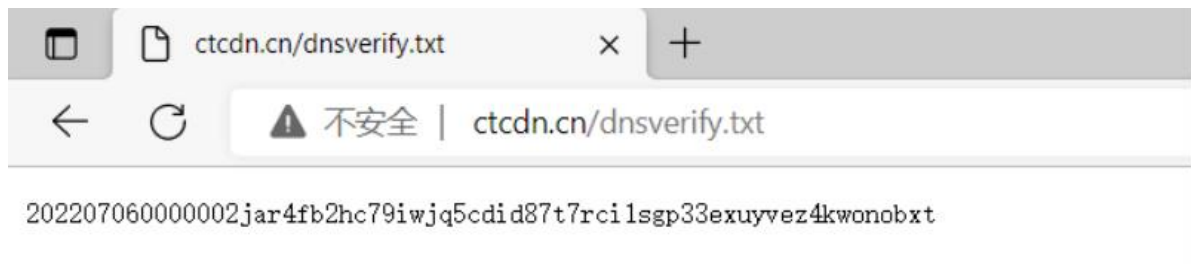 ctcdn.cn/dnsverify.txt
不安全 | ctcdn.cn/dnsverify.txt
202207060000002jar4fb2hc79iwjq5cdid87t7rci1sgp33exuyvez4kwonobxt